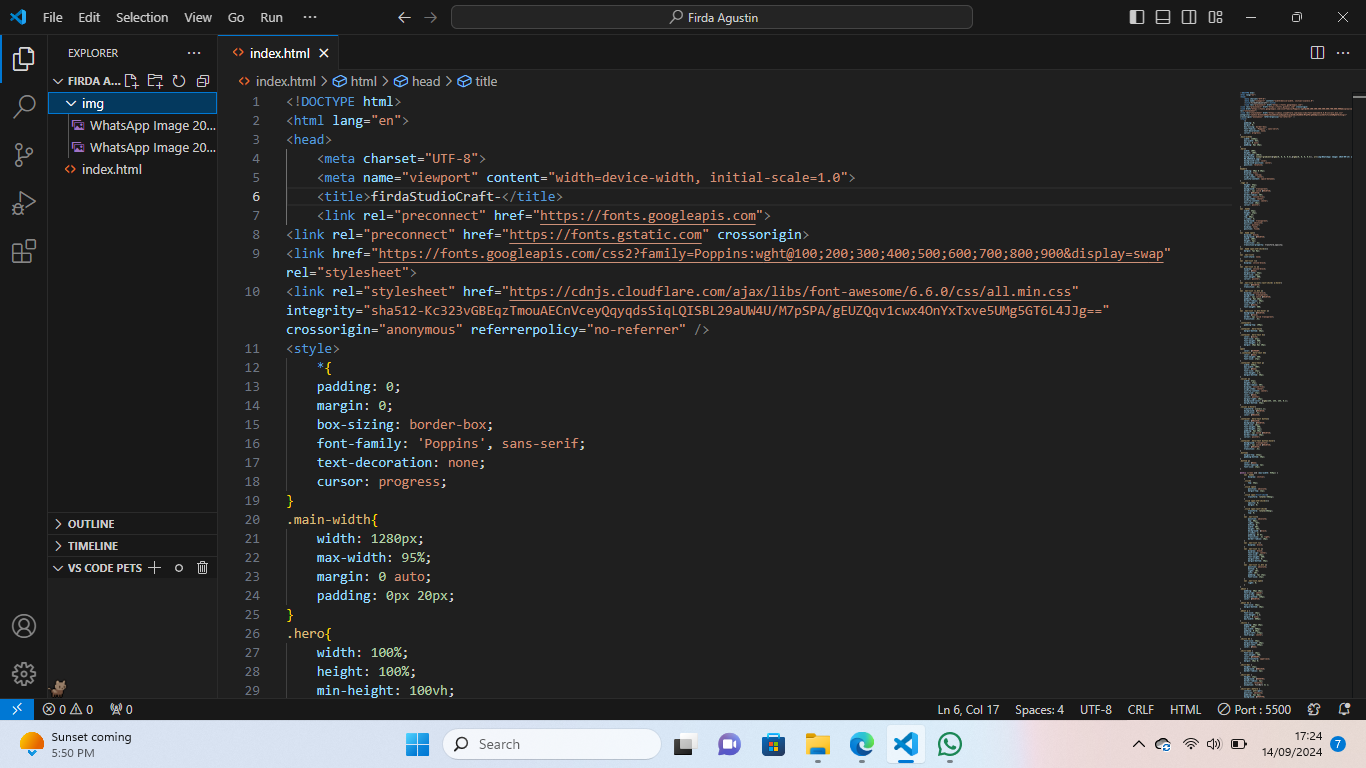 File Edit Selection View Go Run ···
Firda Agustin
EXPLORER ···
FIRDA A...
img
WhatsApp Image 20...
WhatsApp Image 20...
index.html
OUTLINE
TIMELINE
VS CODE PETS
index.html
index.html > html > head > title
1 <!DOCTYPE html>
2 <html lang="en">
3 <head>
4 <meta charset="UTF-8">
5 <meta name="viewport" content="width=device-width, initial-scale=1.0">
6 <title>firdaStudioCraft-</title>
7 <link rel="preconnect" href="https://fonts.googleapis.com">
8 <link rel="preconnect" href="https://fonts.gstatic.com" crossorigin>
9 <link href="https://fonts.googleapis.com/css2?family=Poppins:wght@100;200;300;400;500;600;700;800;900&display=swap"
rel="stylesheet">
10 <link rel="stylesheet" href="https://cdnjs.cloudflare.com/ajax/libs/font-awesome/6.6.0/css/all.min.css"
integrity="sha512-Kc323vGBEqzTmouAECnVceyQqyqdsSiqLQISBL29aUW4U/M7pSPA/gEUZQqv1cwx4OnYxTxve5UMg5GT6L4JJg=="
crossorigin="anonymous" referrerpolicy="no-referrer" />
11 <style>
12 *{
13 padding: 0;
14 margin: 0;
15 box-sizing: border-box;
16 font-family: 'Poppins', sans-serif;
17 text-decoration: none;
18 cursor: progress;
19 }
20 .main-width{
21 width: 1280px;
22 max-width: 95%;
23 margin: 0 auto;
24 padding: 0px 20px;
25 }
26 .hero{
27 width: 100%;
28 height: 100%;
29 min-height: 100vh;
0 0 0
Ln 6, Col 17 Spaces: 4 UTF-8 CRLF HTML Port : 5500
Sunset coming
5:50 PM
Search
17:24
14/09/2024
7